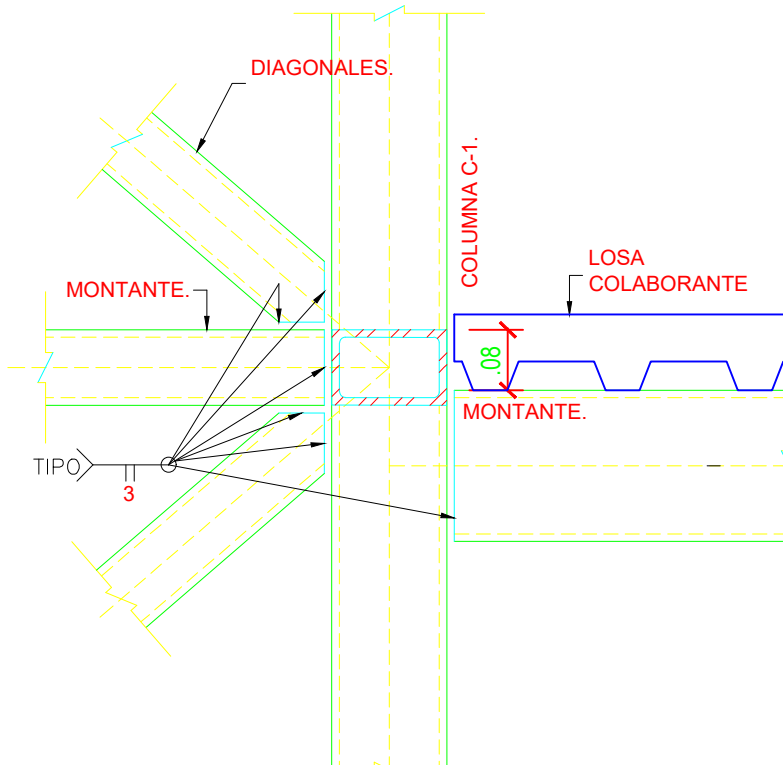 DIAGONALES.
COLUMNA C-1.
LOSA
COLABORANTE
MONTANTE.
.08
MONTANTE.
TIPO
3